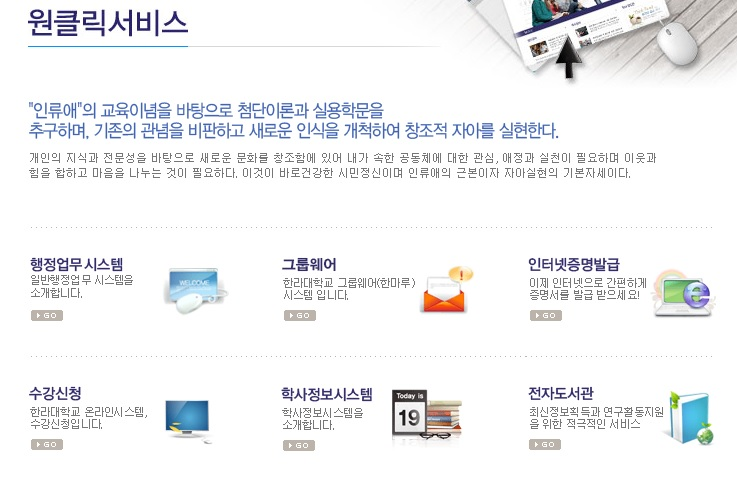 원클릭서비스
"인류애"의 교육이념을 바탕으로 첨단이론과 실용학문을
추구하며, 기존의 관념을 비판하고 새로운 인식을 개척하여 창조적 자아를 실현한다.
개인의 지식과 전문성을 바탕으로 새로운 문화를 창조함에 있어 내가 속한 공동체에 대한 관심, 애정과 실천이 필요하며 이웃과
힘을 합하고 마음을 나누는 것이 필요하다. 이것이 바로건강한 시민정신이며 인류애의 근본이자 자아실현의 기본자세이다.
행정업무시스템
일반행정업무 시스템을
소개합니다.
GO
WELCOME
그룹웨어
한라대학교 그룹웨어(한마루)
시스템 입니다.
GO
인터넷증명발급
이제 인터넷으로 간편하게
증명서를 발급 받으세요!
GO
수강신청
한라대학교 온라인시스템,
수강신청입니다.
GO
학사정보시스템
학사정보시스템을
소개합니다.
GO
Today is
19
전자도서관
최신정보획득과 연구활동지원
을 위한 적극적인 서비스
GO